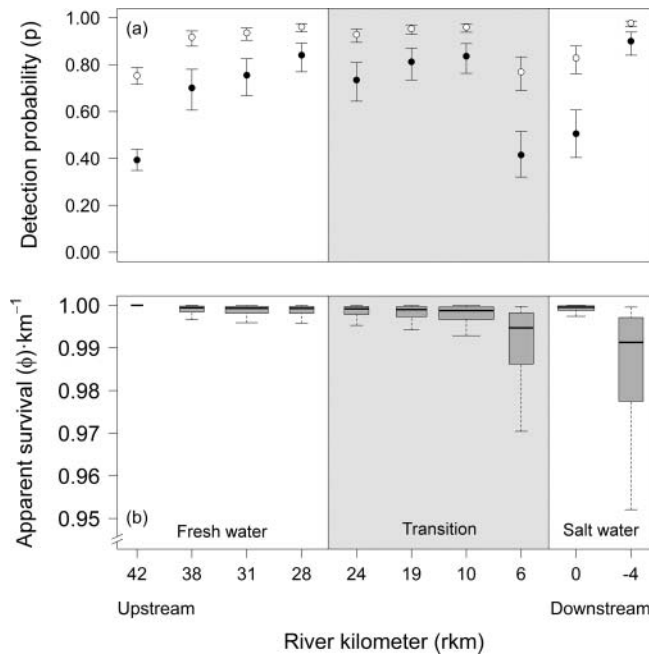 (a)
Detection probability (p)
1.00
0.80
0.60
0.40
0.20
0.00
Apparent survival (ϕ)·km⁻¹
1.00
0.99
0.98
0.97
0.96
0.95
(b)
Fresh water Transition Salt water
42 38 31 28 24 19 10 6 0 -4
Upstream Downstream
River kilometer (rkm)